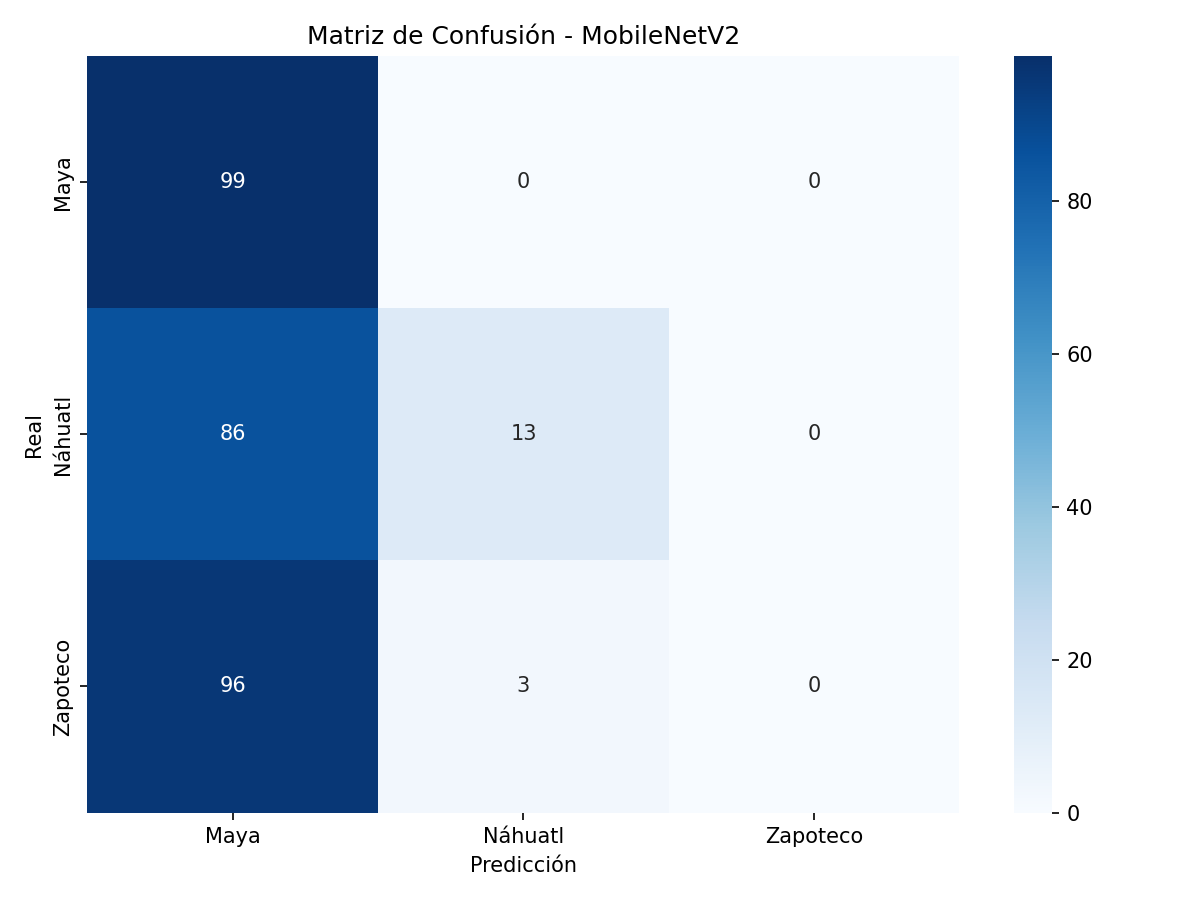 Matriz de Confusión - MobileNetV2
Maya
99
0
0
Real
Náhuatl
86
13
0
Zapoteco
96
3
0
Maya
Náhuatl
Zapoteco
Predicción
80
60
40
20
0